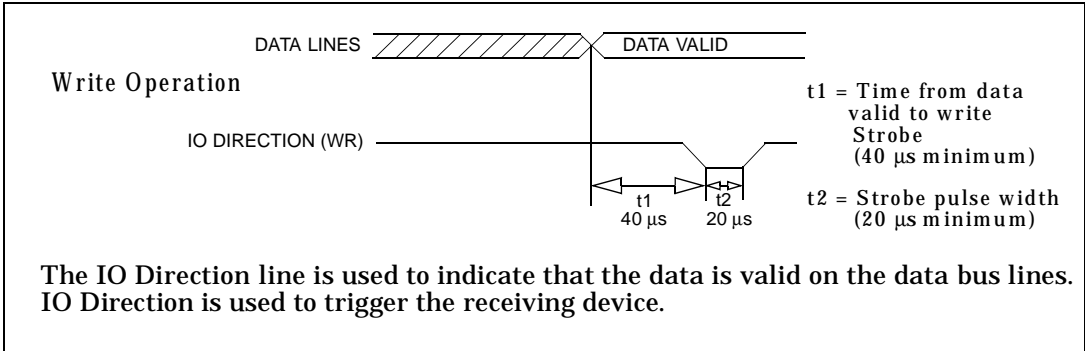 DATA LINES
DATA VALID
Write Operation
t1 = Time from data
valid to write
Strobe
(40 µs minimum)
IO DIRECTION (WR)
t1
40 µs
t2
20 µs
t2 = Strobe pulse width
(20 µs minimum)
The IO Direction line is used to indicate that the data is valid on the data bus lines.
IO Direction is used to trigger the receiving device.